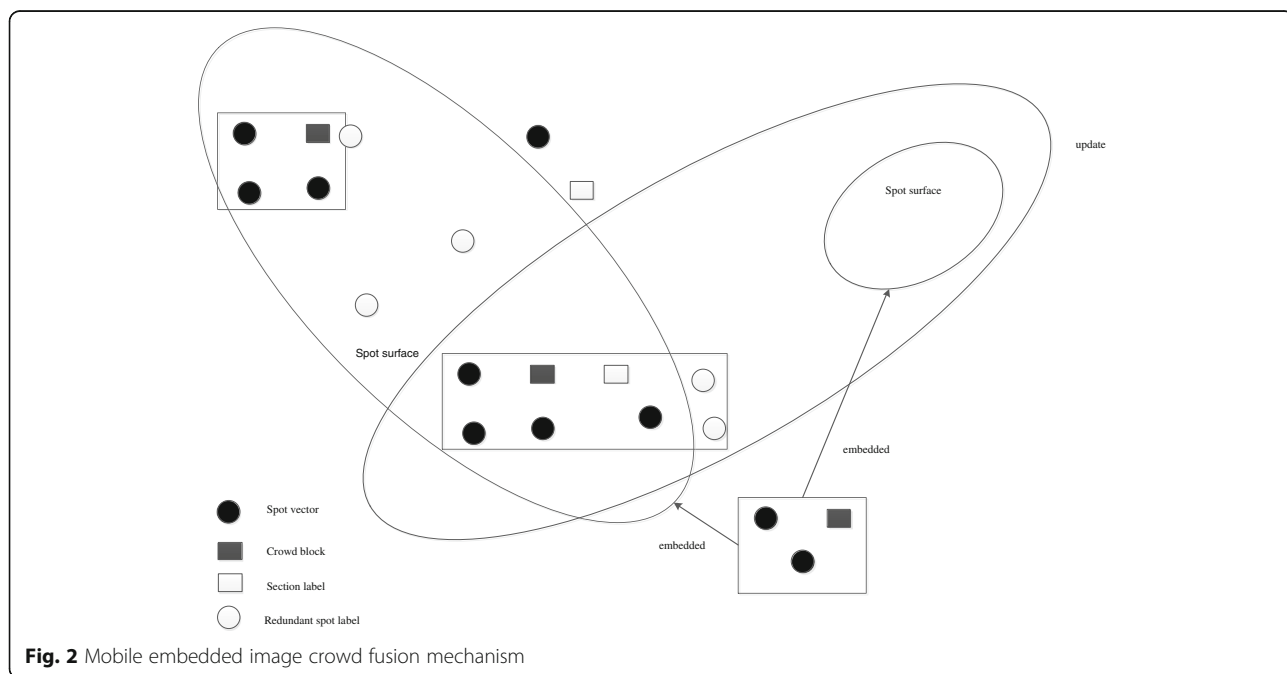 update
Spot surface
Spot surface
embedded
embedded
Spot vector
Crowd block
Section label
Redundant spot label
Fig. 2 Mobile embedded image crowd fusion mechanism